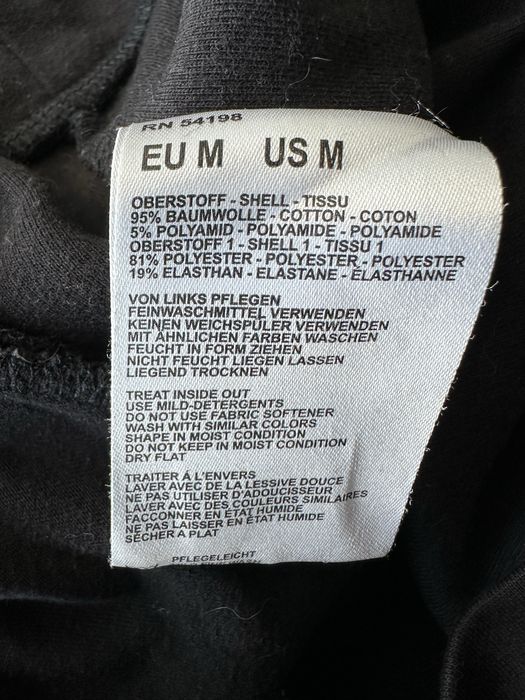 RN 54198
EU M US M
OBERSTOFF - SHELL - TISSU
95% BAUMWOLLE - COTTON - COTON
5% POLYAMID - POLYAMIDE - POLYAMIDE
OBERSTOFF 1 - SHELL 1 - TISSU 1
81% POLYESTER - POLYESTER - POLYESTER
19% ELASTHAN - ELASTANE - ÉLASTHANNE
VON LINKS PFLEGEN
FEINWASCHMITTEL VERWENDEN
KEINEN WEICHSPÜLER VERWENDEN
MIT ÄHNLICHEN FARBEN WASCHEN
FEUCHT IN FORM ZIEHEN
NICHT FEUCHT LIEGEN LASSEN
LIEGEND TROCKNEN
TREAT INSIDE OUT
USE MILD-DETERGENTS
DO NOT USE FABRIC SOFTENER
WASH WITH SIMILAR COLORS
SHAPE IN MOIST CONDITION
DO NOT KEEP IN MOIST CONDITION
DRY FLAT
TRAITER Á L'ENVERS
LAVER AVEC DE LA LESSIVE DOUCE
NE PAS UTILISER D'ADOUCISSEUR
LAVER AVEC DES COULEURS SIMILAIRES
FACCONNER EN ÉTAT HUMIDE
NE PAS LAISSER EN ÉTAT HUMIDE
SÉCHER A PLAT
PFLEGELEICHT